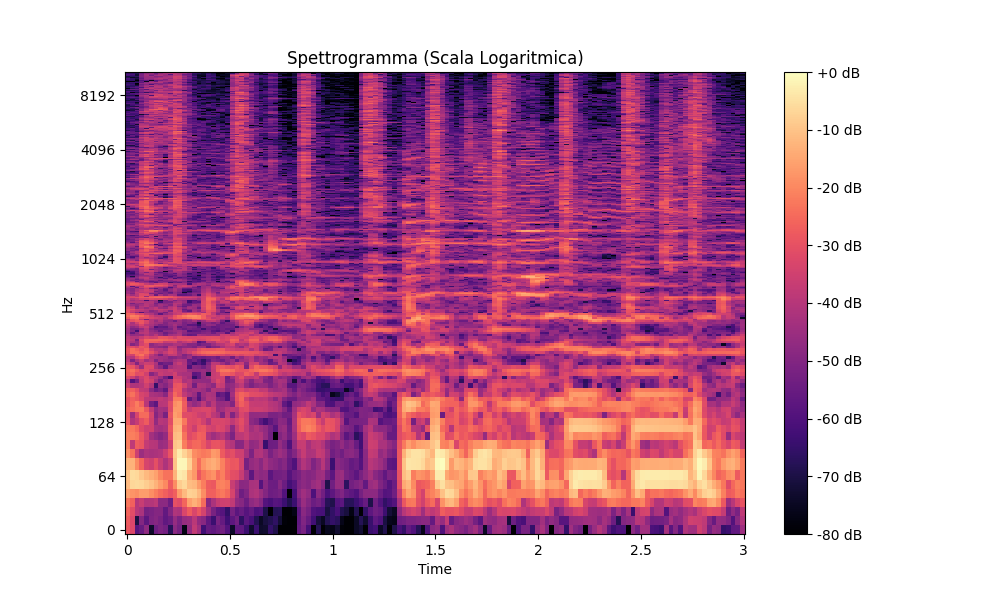 Spettrogramma (Scala Logaritmica)
Hz
8192
4096
2048
1024
512
256
128
64
0
0
0.5
1
1.5
2
2.5
3
Time
+0 dB
-10 dB
-20 dB
-30 dB
-40 dB
-50 dB
-60 dB
-70 dB
-80 dB